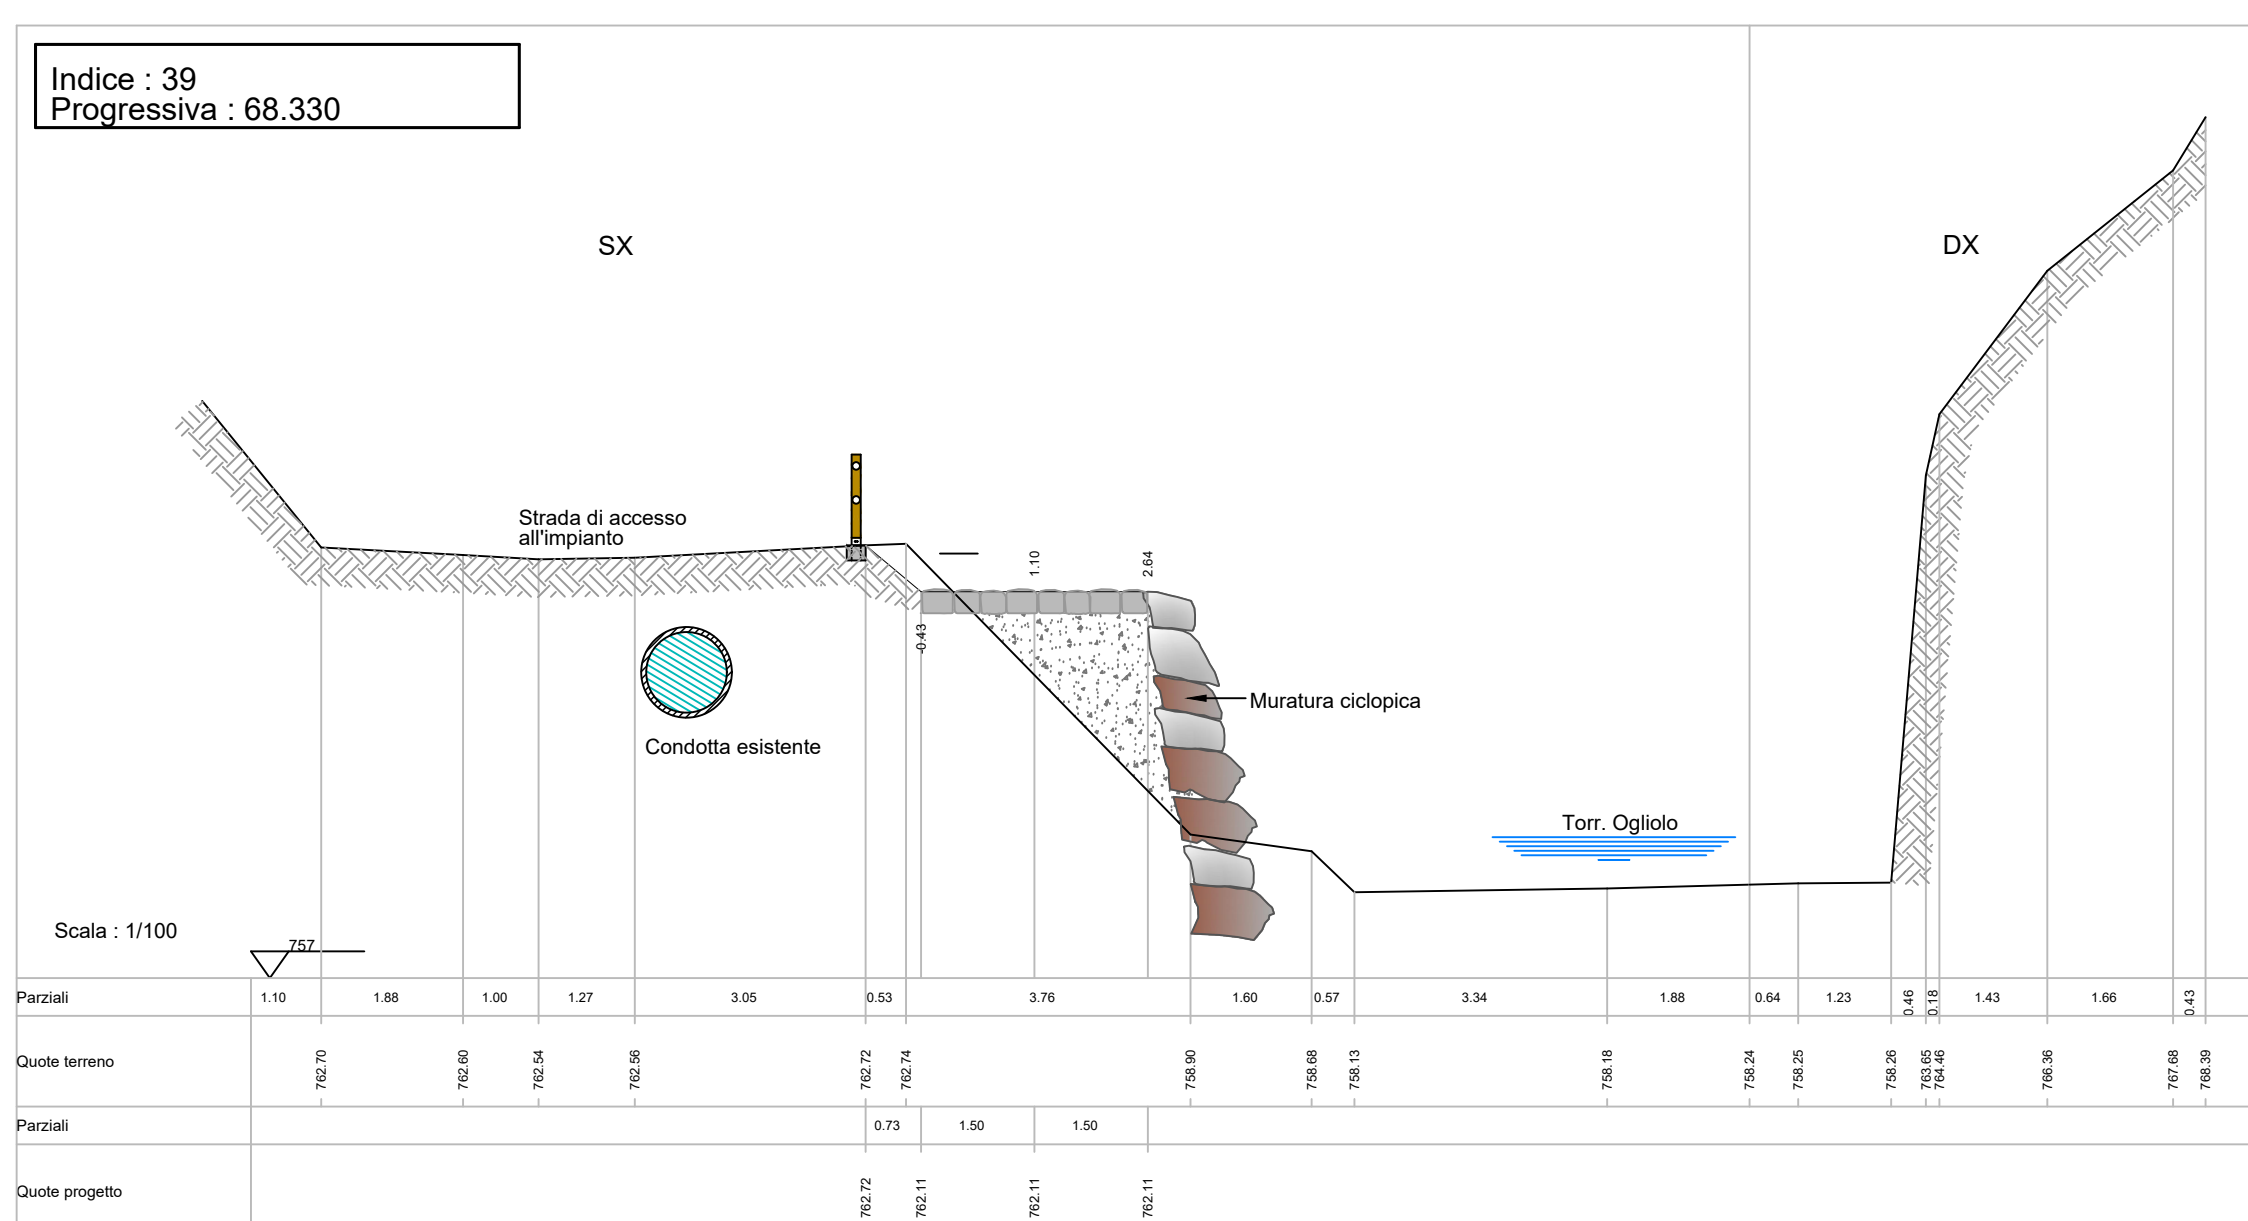 Indice : 39
Progressiva : 68.330
SX
DX
Strada di accesso
all'impianto
1.10
2.64
-0.43
Muratura ciclopica
Condotta esistente
Torr. Ogliolo
Scala : 1/100
757
Parziali 1.10 1.88 1.00 1.27 3.05 0.53 3.76 1.60 0.57 3.34 1.88 0.64 1.23 0.46 0.18 1.43 1.66 0.43
Quote terreno 762.70 762.60 762.54 762.56 762.72 762.74 758.90 758.68 758.13 758.18 758.24 758.25 758.26 763.65 764.46 766.36 767.68 768.39
Parziali 0.73 1.50 1.50
Quote progetto 762.72 762.11 762.11 762.11